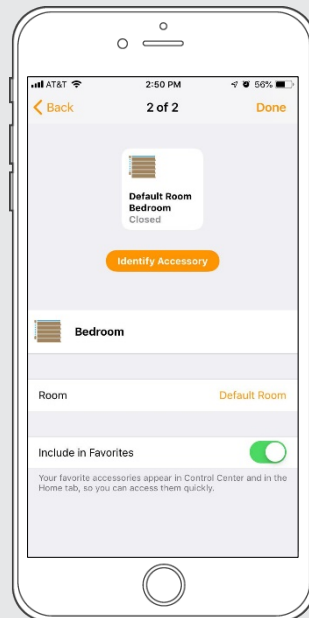 AT&T 2:50 PM 56%
Back 2 of 2 Done
Default Room
Bedroom
Closed
Identify Accessory
Bedroom
Room Default Room
Include in Favorites
Your favorite accessories appear in Control Center and in the
Home tab, so you can access them quickly.